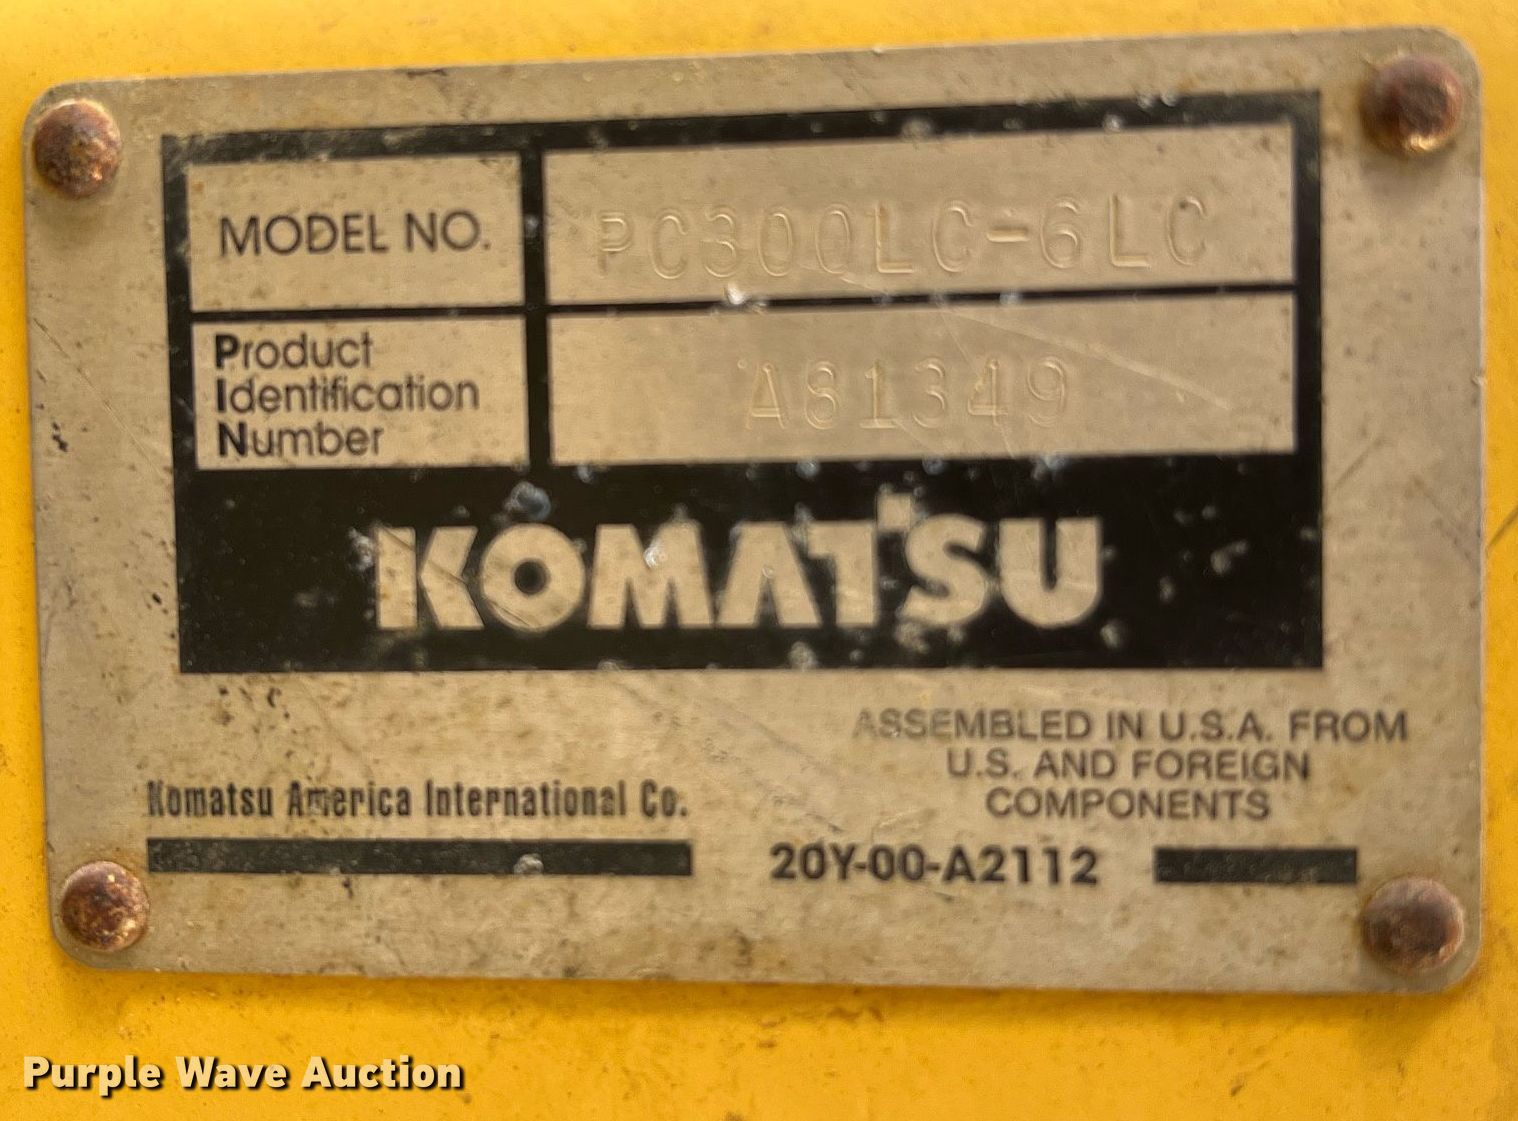 MODEL NO. PC300LC-6LC
Product
Identification
Number
A81349
KOMATSU
ASSEMBLED IN U.S.A. FROM
U.S. AND FOREIGN
COMPONENTS
Komatsu America International Co.
20Y-00-A2112
Purple Wave Auction